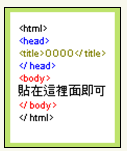 <html>
<head>
<title>OOOO</title>
</head>
<body>
貼在這裡面即可
</body>
</html>